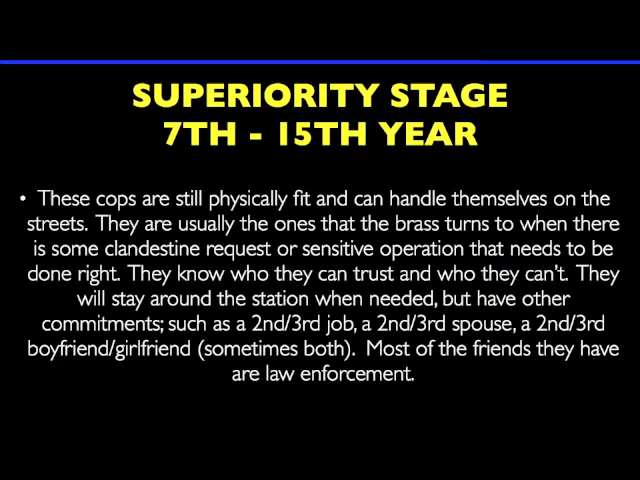 SUPERIORITY STAGE
7TH - 15TH YEAR
• These cops are still physically fit and can handle themselves on the
streets. They are usually the ones that the brass turns to when there
is some clandestine request or sensitive operation that needs to be
done right. They know who they can trust and who they can't. They
will stay around the station when needed, but have other
commitments; such as a 2nd/3rd job, a 2nd/3rd spouse, a 2nd/3rd
boyfriend/girlfriend (sometimes both). Most of the friends they have
are law enforcement.